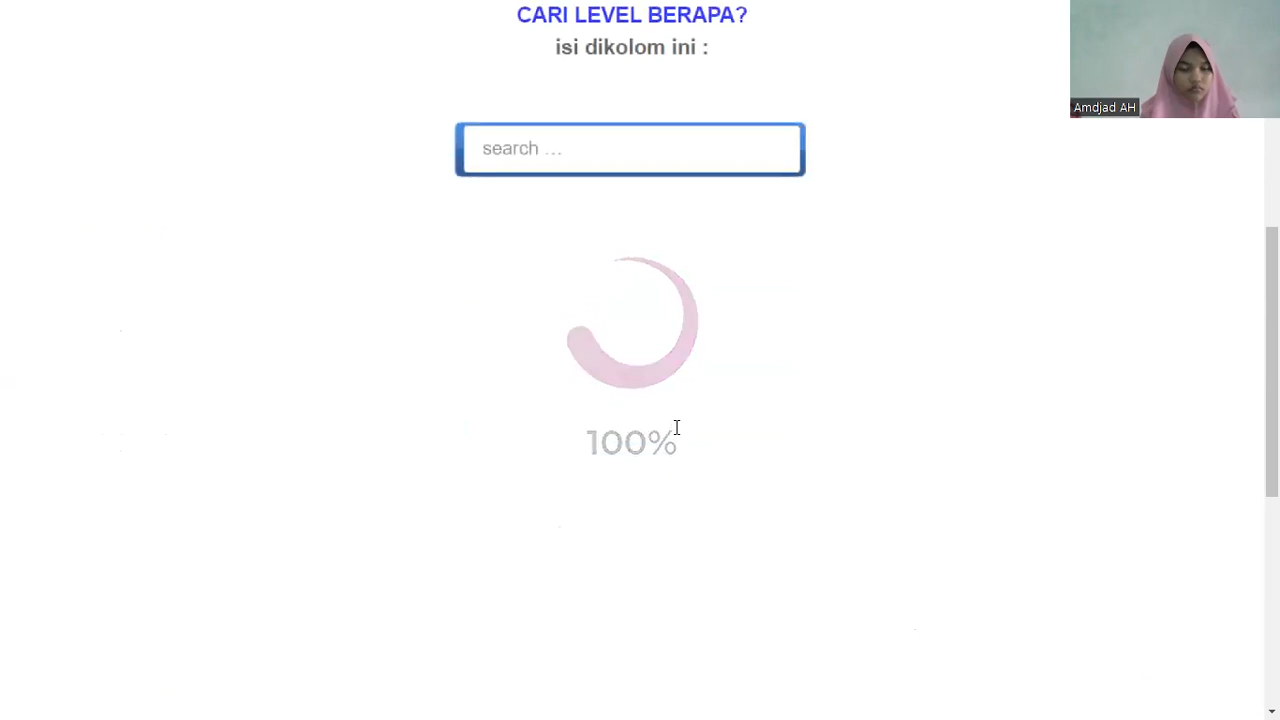 CARI LEVEL BERAPA?
isi dikolom ini :
Amdjad AH
search ...
100%